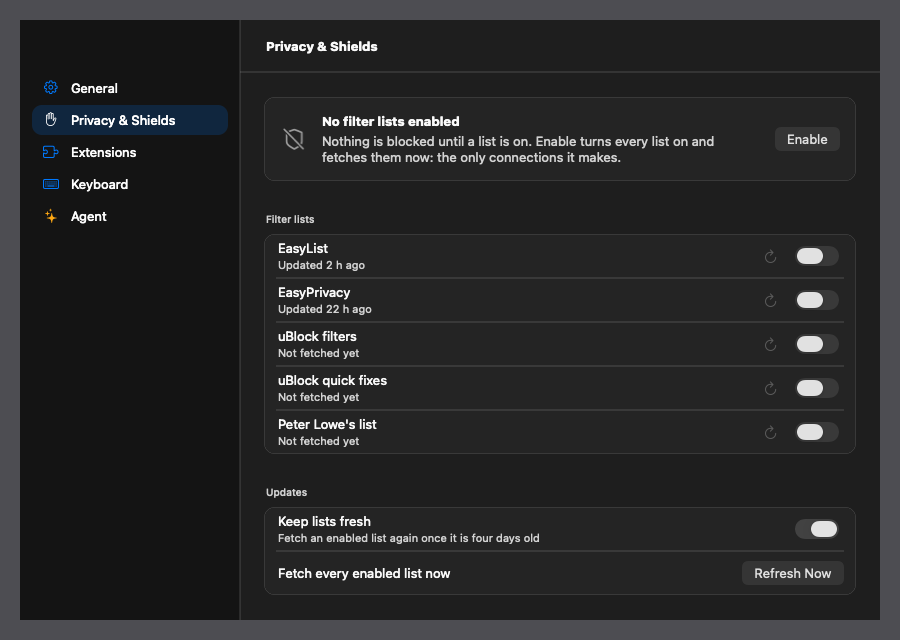 Privacy & Shields
General
Privacy & Shields
Extensions
Keyboard
Agent
No filter lists enabled
Nothing is blocked until a list is on. Enable turns every list on and
fetches them now: the only connections it makes.
Enable
Filter lists
EasyList
Updated 2 h ago
EasyPrivacy
Updated 22 h ago
uBlock filters
Not fetched yet
uBlock quick fixes
Not fetched yet
Peter Lowe's list
Not fetched yet
Updates
Keep lists fresh
Fetch an enabled list again once it is four days old
Fetch every enabled list now
Refresh Now